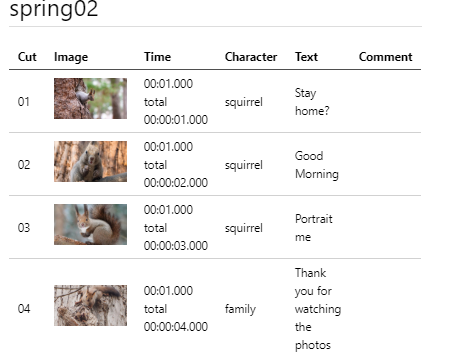 spring02
Cut Image Time Character Text Comment
01 00:01.000 total 00:00:01.000 squirrel Stay home?
02 00:01.000 total 00:00:02.000 squirrel Good Morning
03 00:01.000 total 00:00:03.000 squirrel Portrait me
04 00:01.000 total 00:00:04.000 family Thank you for watching the photos